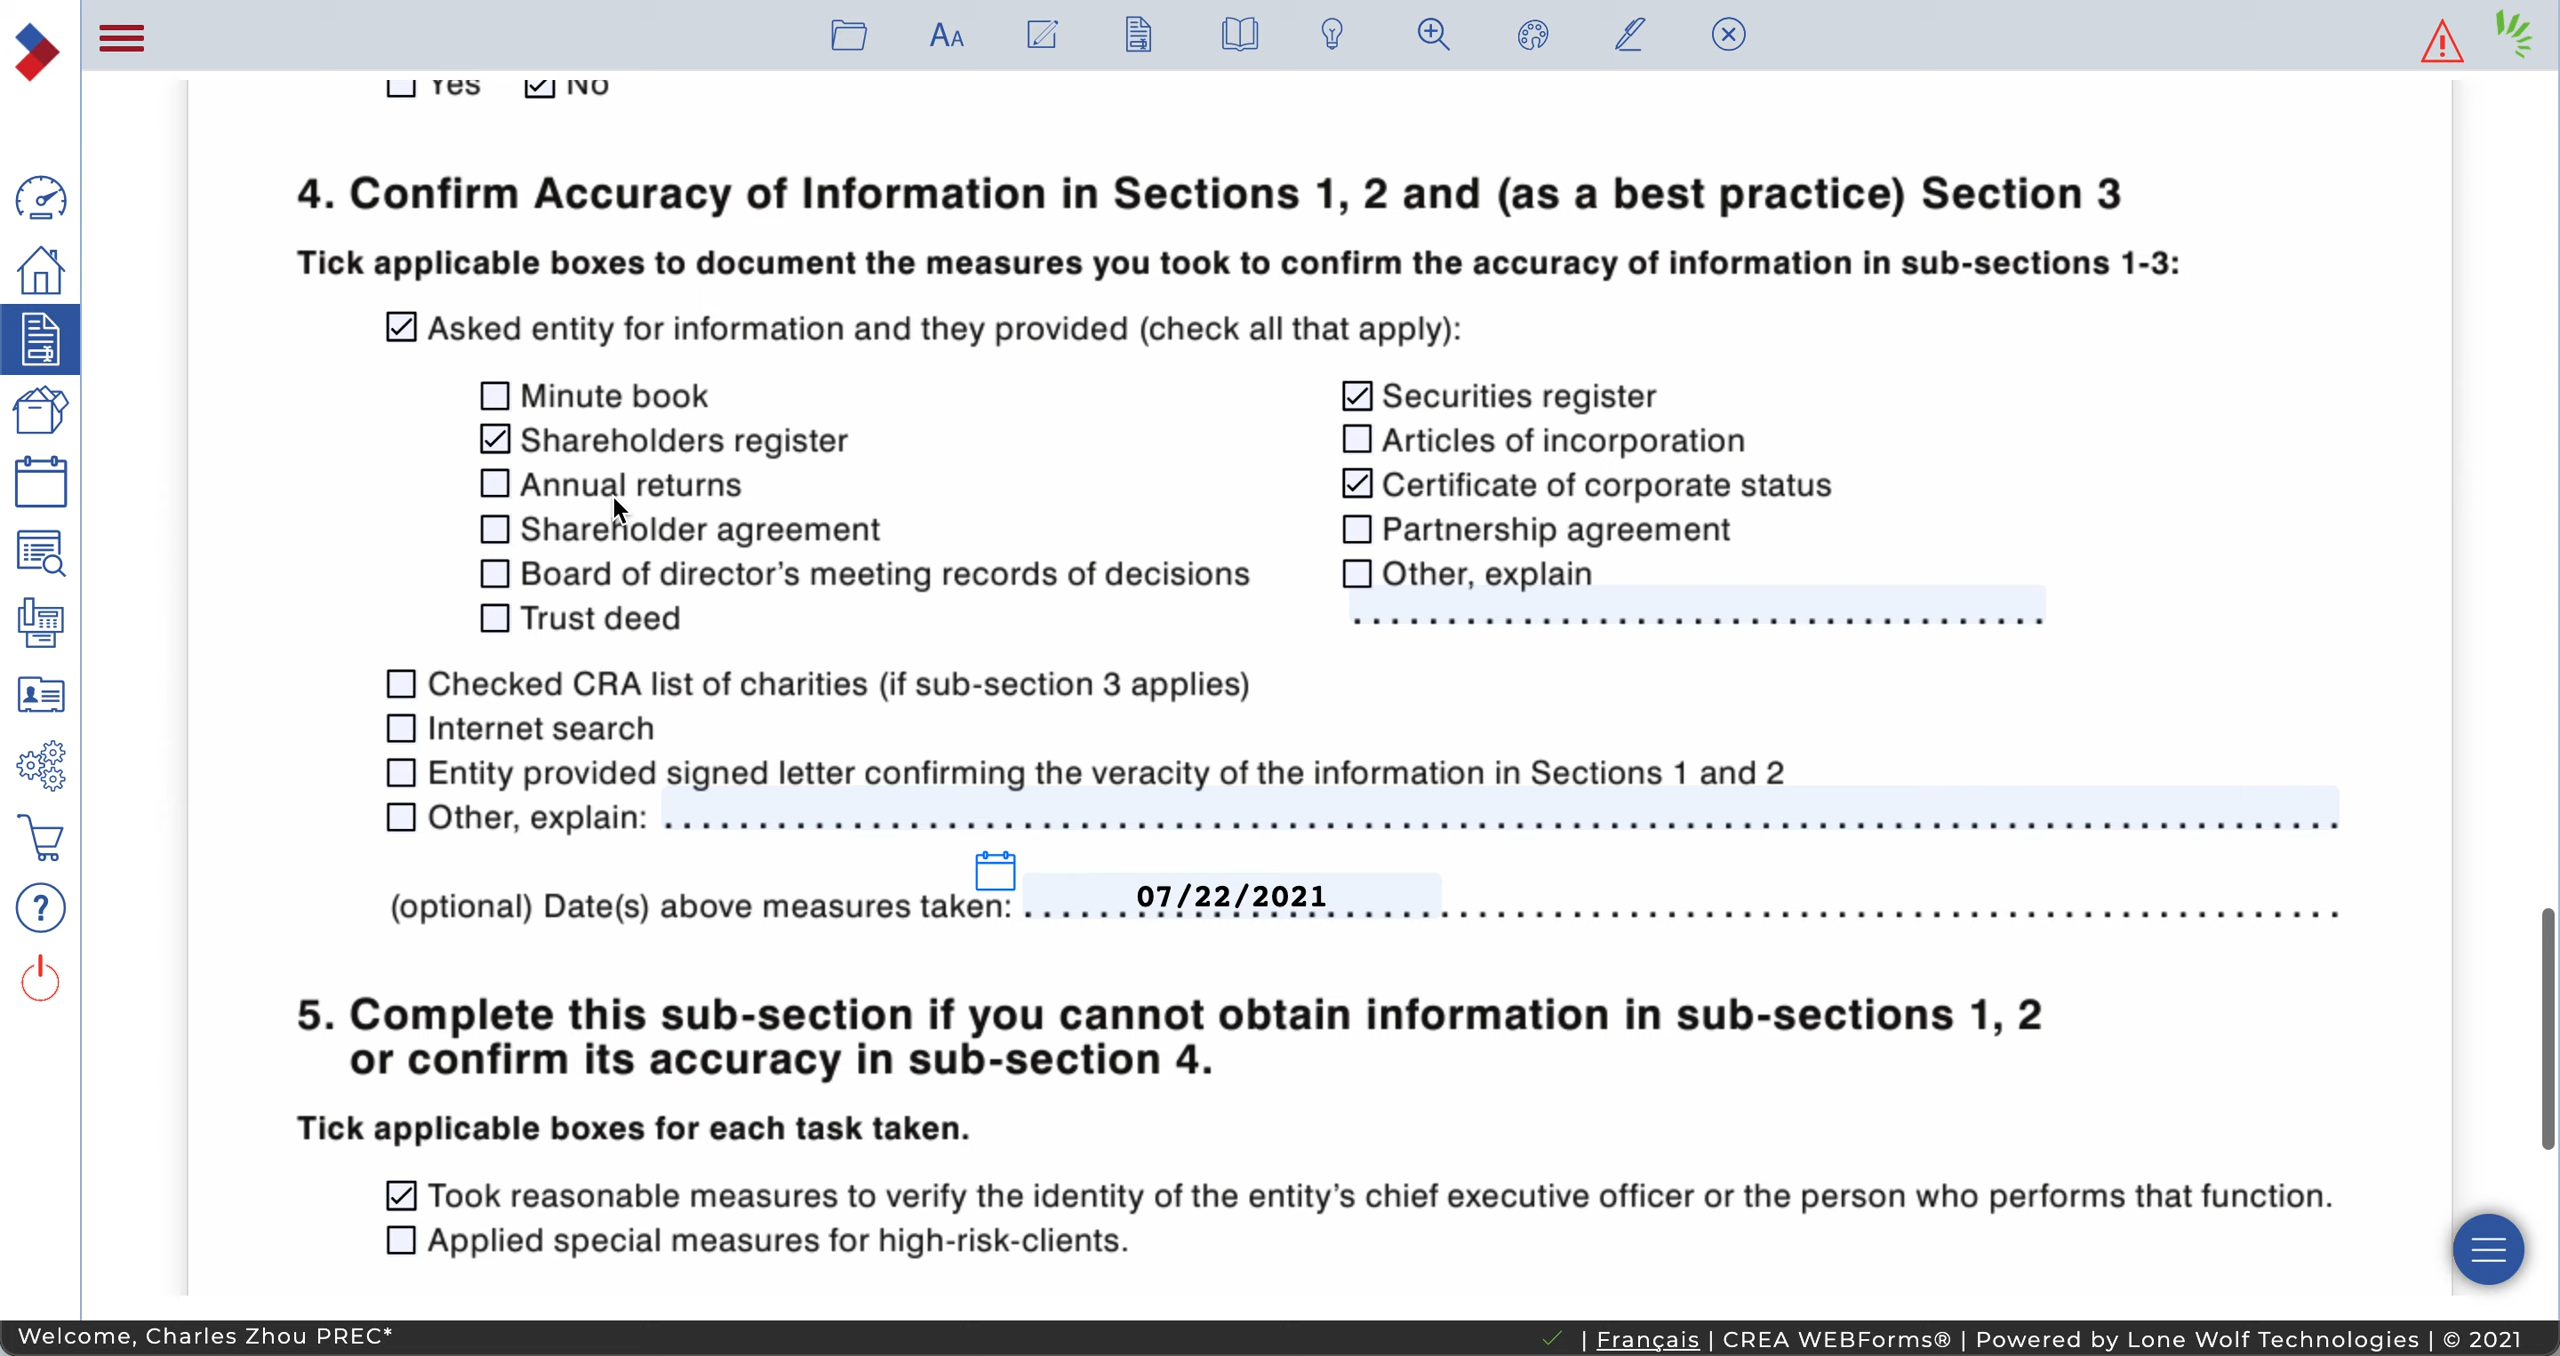 AA
Yes No
4. Confirm Accuracy of Information in Sections 1, 2 and (as a best practice) Section 3
Tick applicable boxes to document the measures you took to confirm the accuracy of information in sub-sections 1-3:
Asked entity for information and they provided (check all that apply):
Minute book
Shareholders register
Annual returns
Shareholder agreement
Board of director's meeting records of decisions
Trust deed
Securities register
Articles of incorporation
Certificate of corporate status
Partnership agreement
Other, explain
Checked CRA list of charities (if sub-section 3 applies)
Internet search
Entity provided signed letter confirming the veracity of the information in Sections 1 and 2
Other, explain:
(optional) Date(s) above measures taken: 07/22/2021
5. Complete this sub-section if you cannot obtain information in sub-sections 1, 2
or confirm its accuracy in sub-section 4.
Tick applicable boxes for each task taken.
Took reasonable measures to verify the identity of the entity's chief executive officer or the person who performs that function.
Applied special measures for high-risk-clients.
Welcome, Charles Zhou PREC*
| Français | CREA WEBForms® | Powered by Lone Wolf Technologies | © 2021